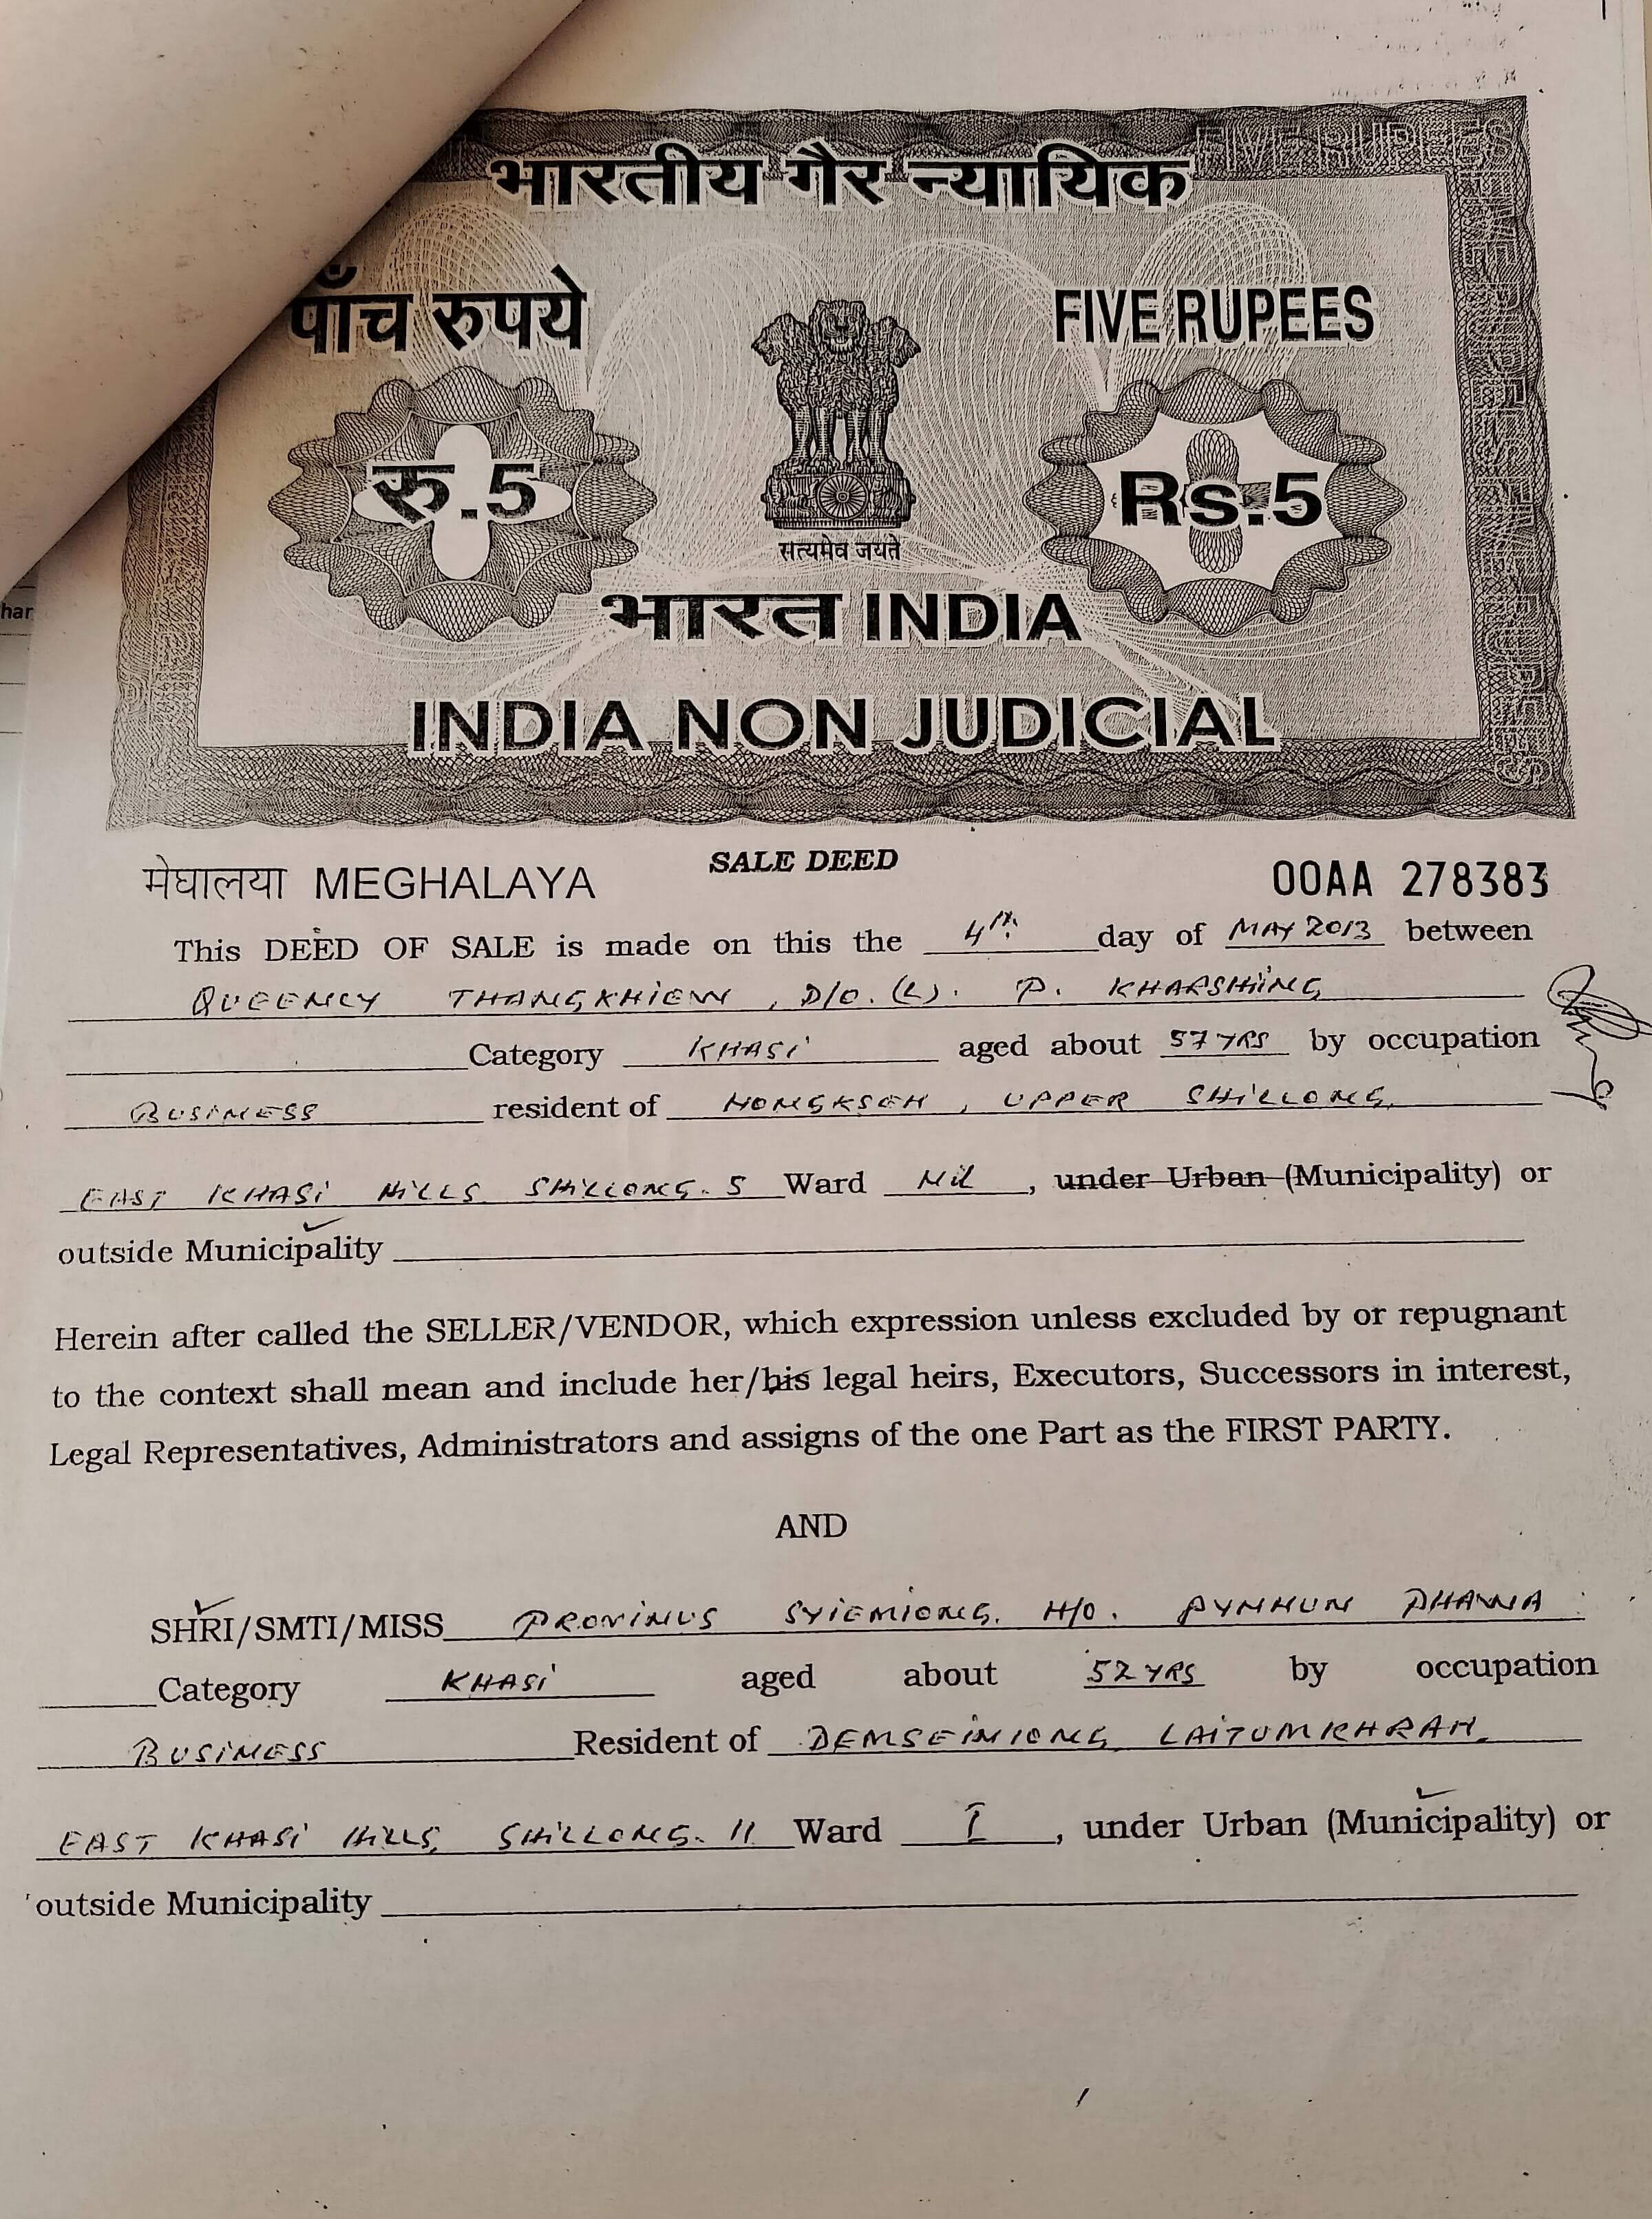 FIVE RUPEES
भारतीय गैर न्यायिक
पाँच रुपये FIVE RUPEES
रु.5 Rs.5
सत्यमेव जयते
भारत INDIA
INDIA NON JUDICIAL
SALE DEED
मेघालया MEGHALAYA 00AA 278383
This DEED OF SALE is made on this the 4th day of MAY 2013 between
QUEENCY THANGKHIEW, D/O. (L). P. KHARSHIING
Category KHASI aged about 57 YRS by occupation
BUSINESS resident of NONGKSEH, UPPER SHILLONG,
EAST KHASI HILLS SHILLONG. 5 Ward Nil, under Urban (Municipality) or
outside Municipality
Herein after called the SELLER/VENDOR, which expression unless excluded by or repugnant
to the context shall mean and include her/his legal heirs, Executors, Successors in interest,
Legal Representatives, Administrators and assigns of the one Part as the FIRST PARTY.
AND
SHRI/SMTI/MISS PROVINUS SYIEMIONG. H/O. PYNHUN DHANNA
Category KHASI aged about 52 YRS by occupation
BUSINESS Resident of DEMSEINIONG, LAITUMKHRAH,
EAST KHASI HILLS, SHILLONG. 11 Ward I, under Urban (Municipality) or
outside Municipality